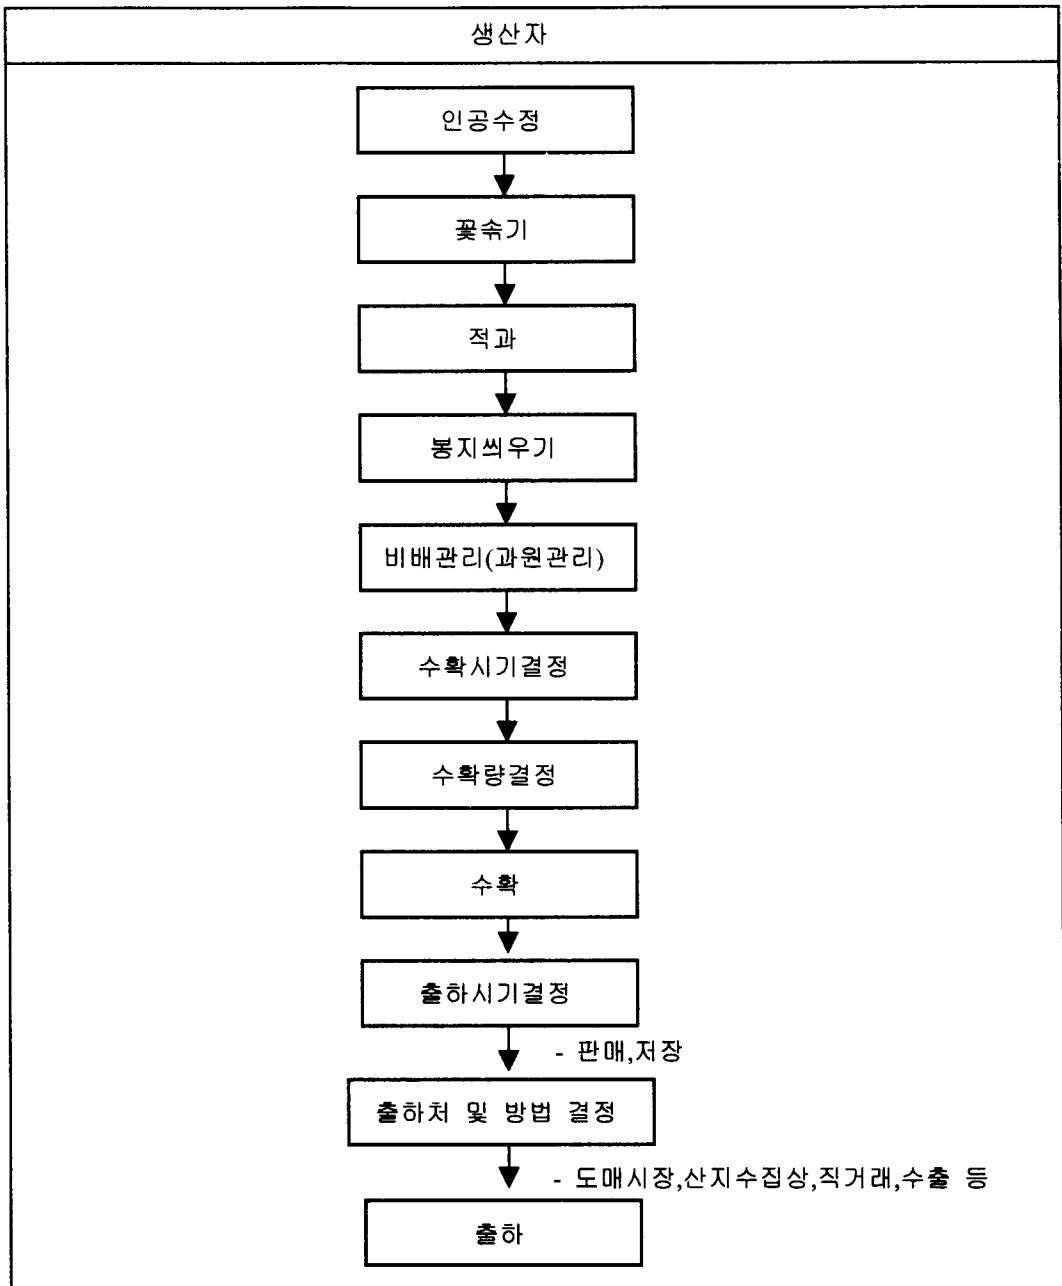 생산자
인공수정
꽃솎기
적과
봉지씌우기
비배관리(과원관리)
수확시기결정
수확량결정
수확
출하시기결정
- 판매,저장
출하처 및 방법 결정
- 도매시장,산지수집상,직거래,수출 등
출하